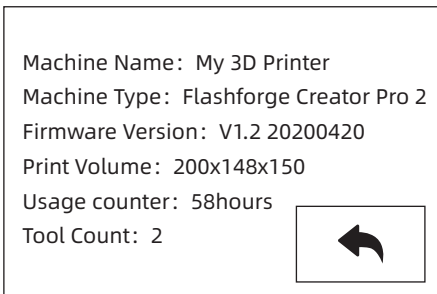 Machine Name： My 3D Printer
Machine Type： Flashforge Creator Pro 2
Firmware Version： V1.2 20200420
Print Volume： 200x148x150
Usage counter： 58hours
Tool Count： 2